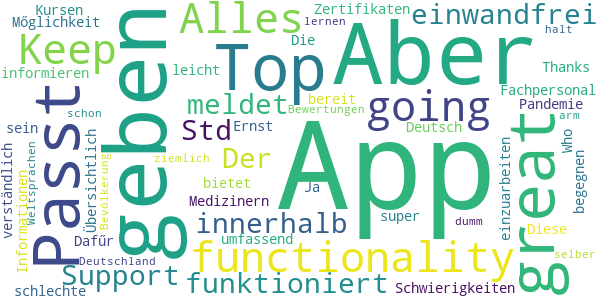 Kursen
Möglichkeit
Alles
Zertifikaten
einwandfrei
lernen
halt
Keep
geben
Top
Aber
Die
leicht
informieren
Thanks
Fachpersonal
meldet
bereit
going
Bewertungen
Pandemie
arm
schon
Passt
sein
Std
Ernst
App
Deutsch
great
Who
verständlich
Weltsprachen
Übersichtlich
Bevölkerung
ziemlich
Der
Ja
einzuarbeiten
begegnen
bietet
selber
Informationen
Medizinern
super
dumm
innerhalb
Diese
Dafür
umfassend
functionality
Deutschland
Support
funktioniert
Schwierigkeiten
schlechte